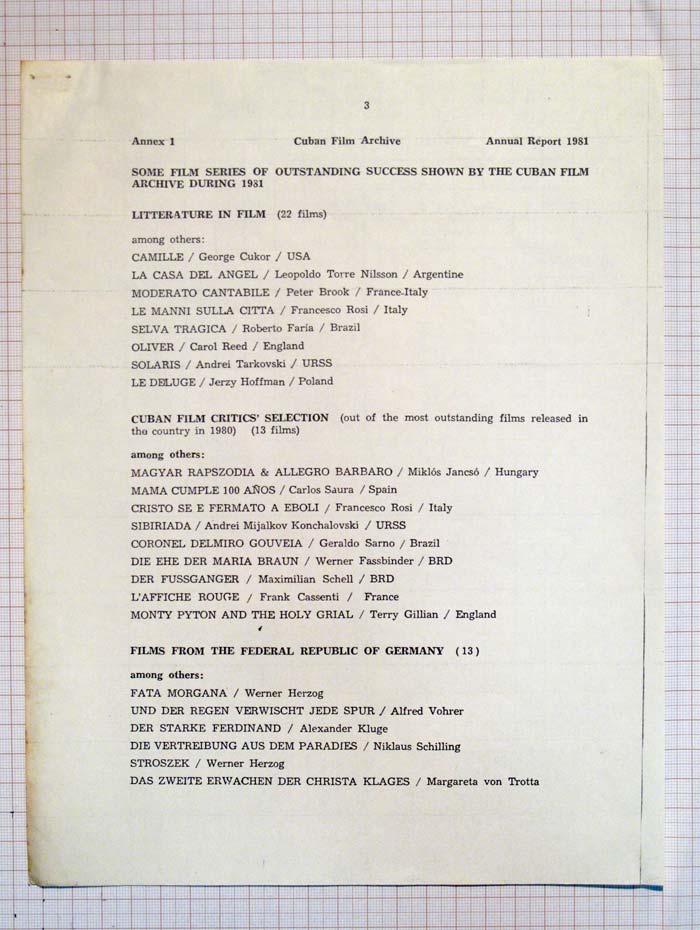 3
Annex 1 Cuban Film Archive Annual Report 1981
SOME FILM SERIES OF OUTSTANDING SUCCESS SHOWN BY THE CUBAN FILM
ARCHIVE DURING 1981
LITTERATURE IN FILM (22 films)
among others:
CAMILLE / George Cukor / USA
LA CASA DEL ANGEL / Leopoldo Torre Nilsson / Argentine
MODERATO CANTABILE / Peter Brook / France-Italy
LE MANNI SULLA CITTA / Francesco Rosi / Italy
SELVA TRAGICA / Roberto Faría / Brazil
OLIVER / Carol Reed / England
SOLARIS / Andrei Tarkovski / URSS
LE DELUGE / Jerzy Hoffman / Poland
CUBAN FILM CRITICS' SELECTION (out of the most outstanding films released in
the country in 1980) (13 films)
among others:
MAGYAR RAPSZODIA & ALLEGRO BARBARO / Miklós Jancsó / Hungary
MAMA CUMPLE 100 AÑOS / Carlos Saura / Spain
CRISTO SE E FERMATO A EBOLI / Francesco Rosi / Italy
SIBIRIADA / Andrei Mijalkov Konchalovski / URSS
CORONEL DELMIRO GOUVEIA / Geraldo Sarno / Brazil
DIE EHE DER MARIA BRAUN / Werner Fassbinder / BRD
DER FUSSGANGER / Maximilian Schell / BRD
L'AFFICHE ROUGE / Frank Cassenti / France
MONTY PYTON AND THE HOLY GRIAL / Terry Gillian / England
FILMS FROM THE FEDERAL REPUBLIC OF GERMANY (13)
among others:
FATA MORGANA / Werner Herzog
UND DER REGEN VERWISCHT JEDE SPUR / Alfred Vohrer
DER STARKE FERDINAND / Alexander Kluge
DIE VERTREIBUNG AUS DEM PARADIES / Niklaus Schilling
STROSZEK / Werner Herzog
DAS ZWEITE ERWACHEN DER CHRISTA KLAGES / Margareta von Trotta